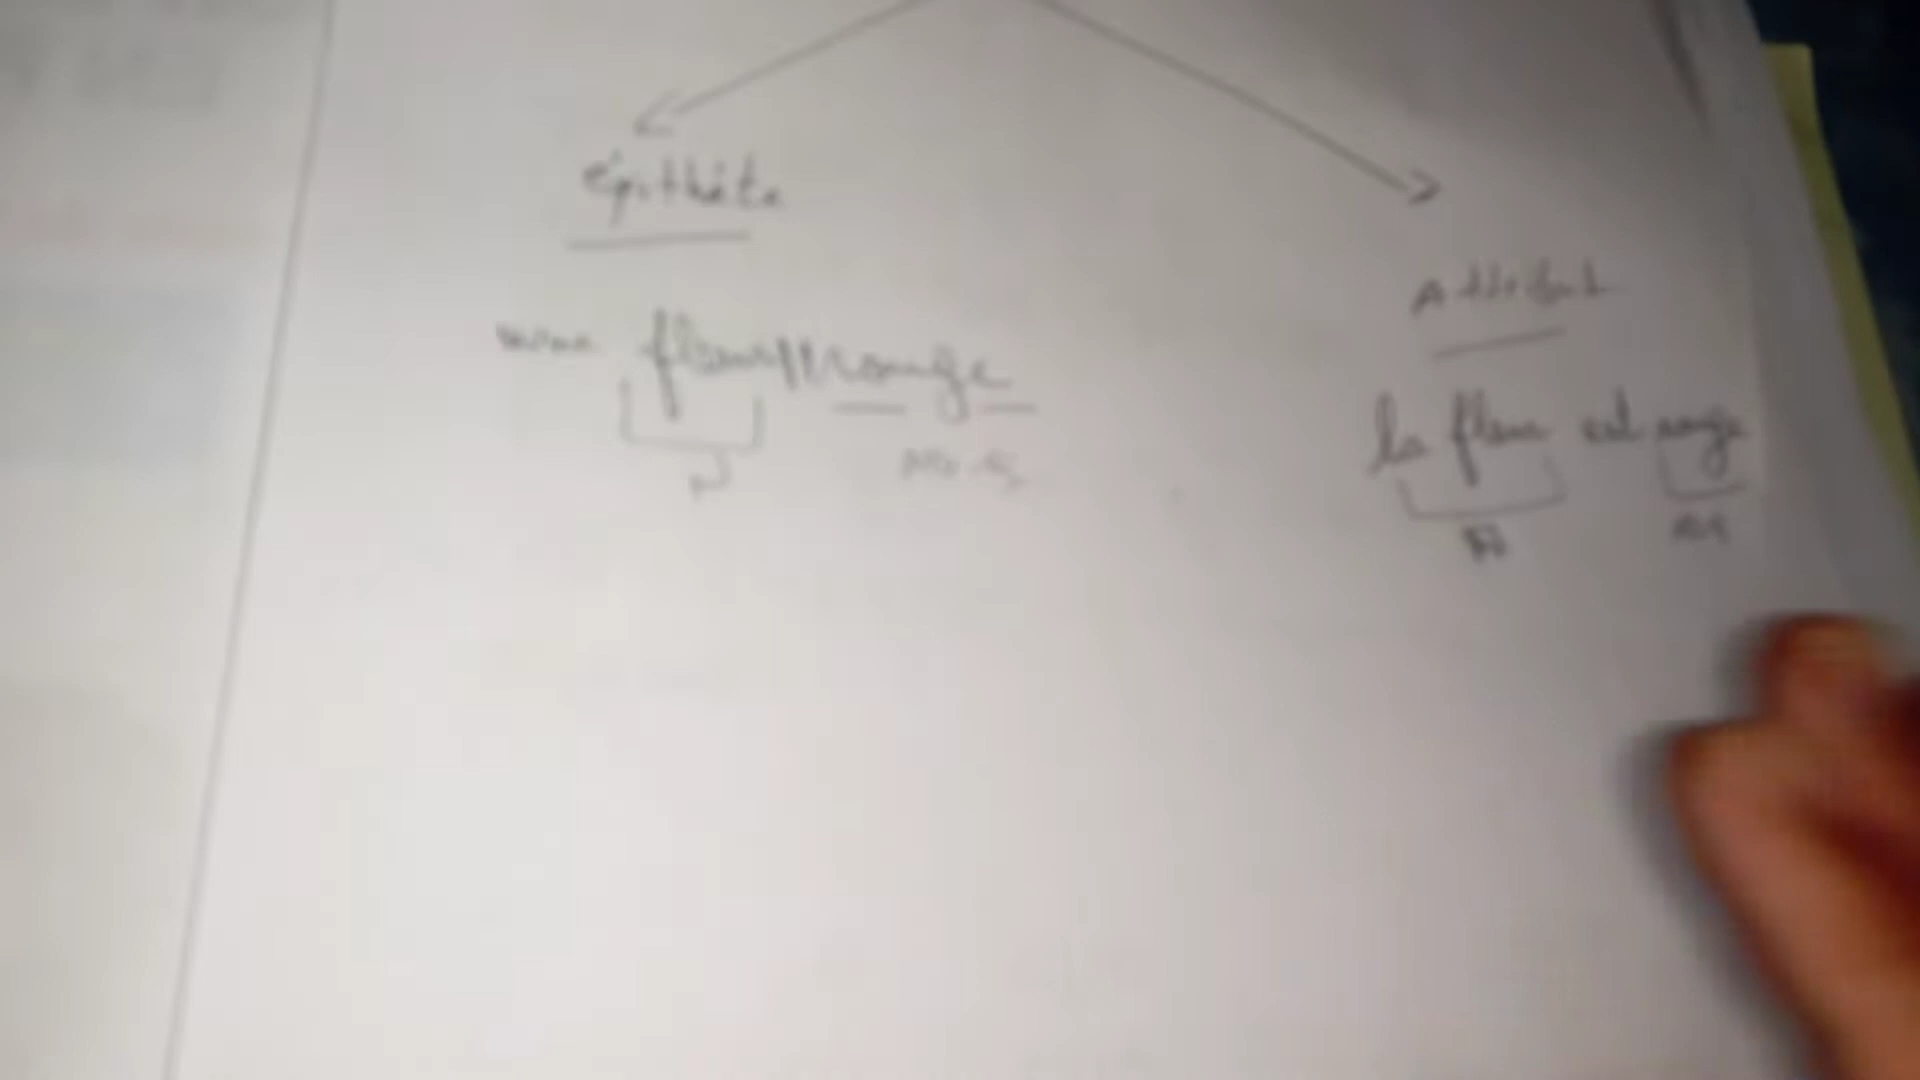 épithète
Attribut
une fleur rouge
la fleur est rouge
N
N